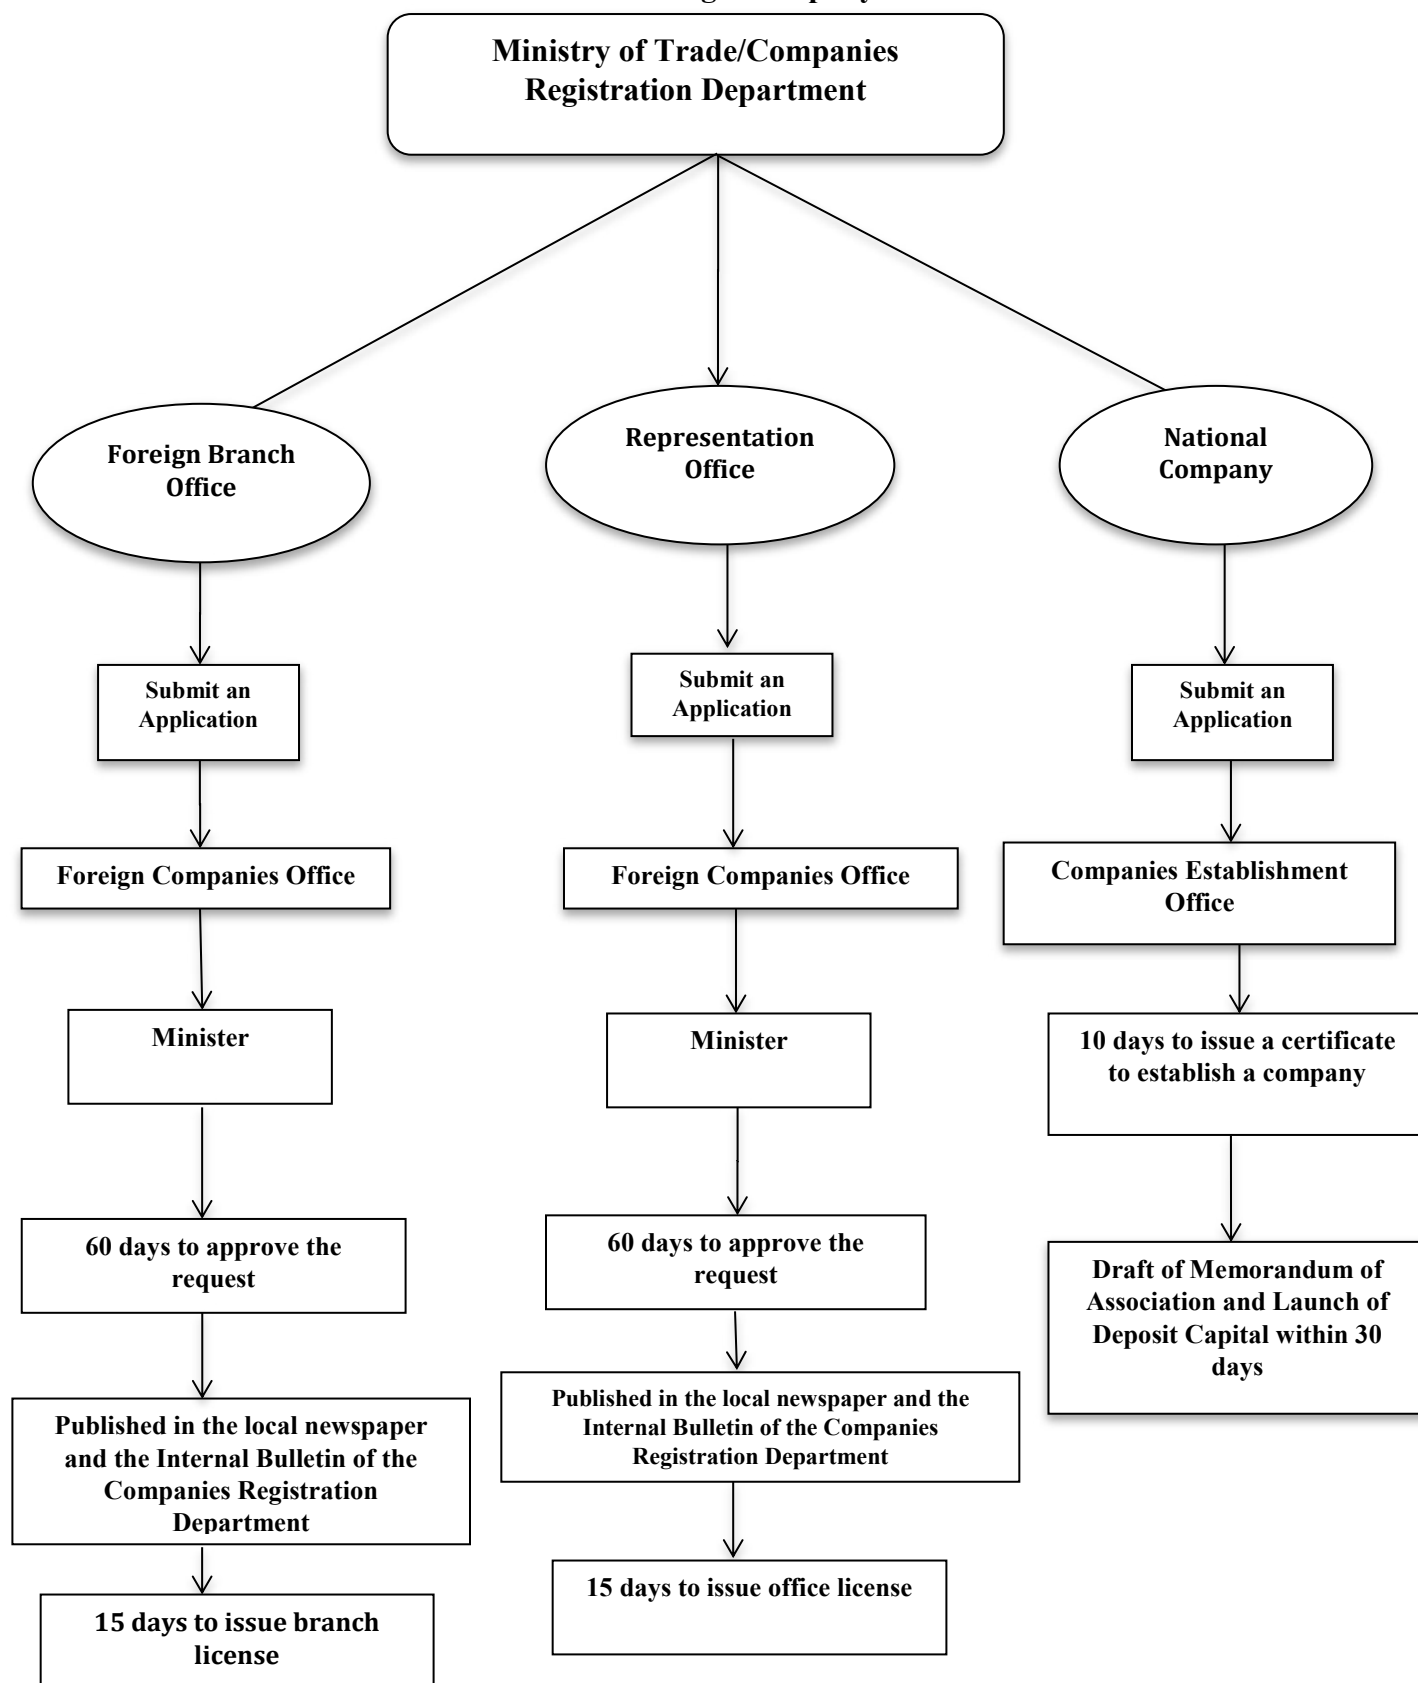 Ministry of Trade/Companies
Registration Department
Foreign Branch
Office
Representation
Office
National
Company
Submit an
Application
Submit an
Application
Submit an
Application
Foreign Companies Office
Foreign Companies Office
Companies Establishment
Office
Minister
Minister
10 days to issue a certificate
to establish a company
60 days to approve the
request
60 days to approve the
request
Draft of Memorandum of
Association and Launch of
Deposit Capital within 30
days
Published in the local newspaper
and the Internal Bulletin of the
Companies Registration
Department
Published in the local newspaper and the
Internal Bulletin of the Companies
Registration Department
15 days to issue branch
license
15 days to issue office license